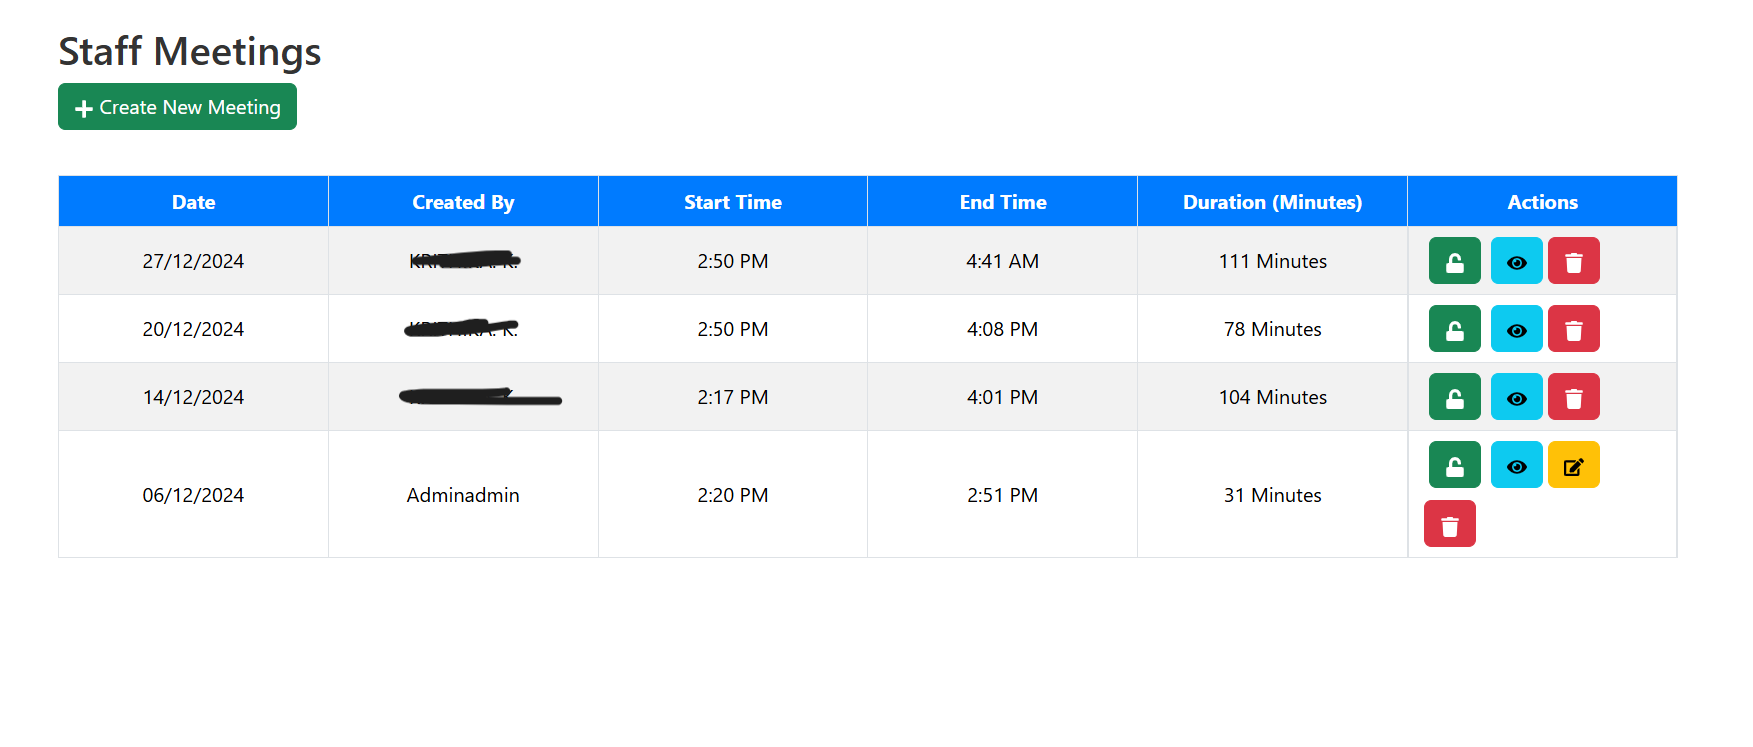 Staff Meetings
Create New Meeting
Date Created By Start Time End Time Duration (Minutes) Actions
27/12/2024 2:50 PM 4:41 AM 111 Minutes
20/12/2024 2:50 PM 4:08 PM 78 Minutes
14/12/2024 2:17 PM 4:01 PM 104 Minutes
06/12/2024 Adminadmin 2:20 PM 2:51 PM 31 Minutes